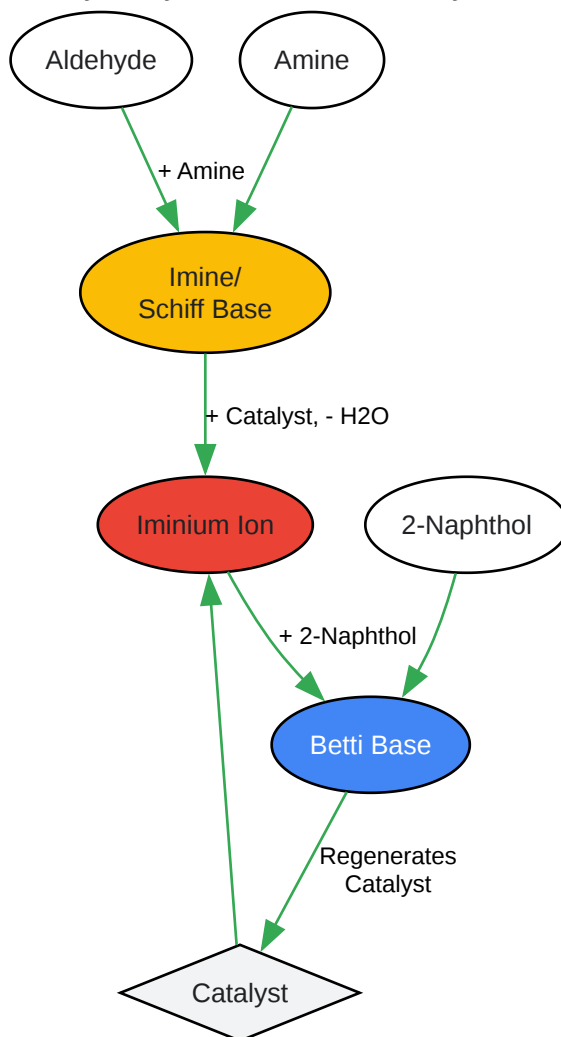 Aldehyde
Amine
+ Amine
Imine/
Schiff Base
+ Catalyst, - H2O
Iminium Ion
2-Naphthol
+ 2-Naphthol
Betti Base
Regenerates
Catalyst
Catalyst